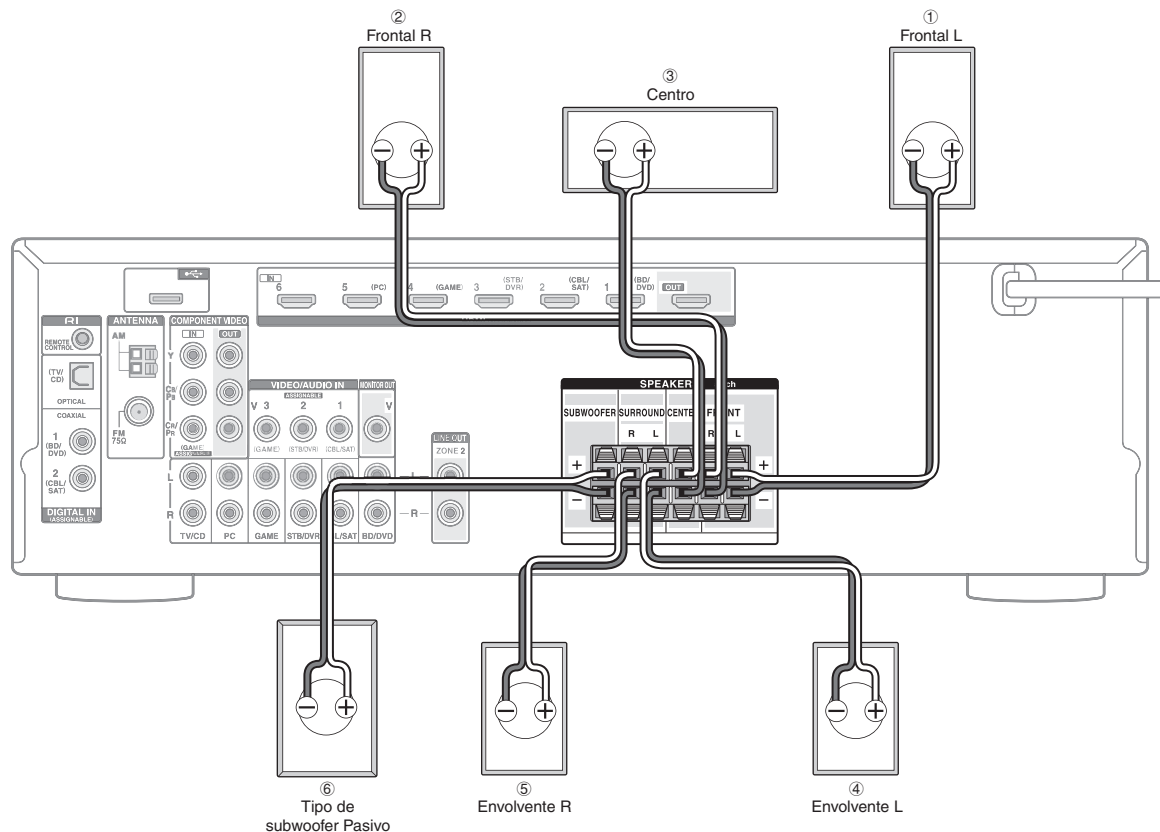 ②
Frontal R
①
Frontal L
③
Centro
IN
6
5 (PC)
4 (GAME)
3 (STB/
DVR)
2 (CBL/
SAT)
1 (BD/
DVD)
OUT
RI
REMOTE
CONTROL
(TV/
CD)
OPTICAL
COAXIAL
1
(BD/
DVD)
2
(CBL/
SAT)
DIGITAL IN
(ASSIGNABLE)
ANTENNA
AM
FM
75Ω
COMPONENT VIDEO
IN
OUT
Y
CB/
PB
CR/
PR
(GAME)
L
R
TV/CD
PC
VIDEO/AUDIO IN
ASSIGNABLE
V 3
2
1
(GAME)
(STB/DVR)
(CBL/SAT)
GAME
STB/DVR
MONITOR OUT
V
BD/DVD
R
LINE OUT
ZONE 2
SPEAKER
SUBWOOFER
SURROUND
R L
R L
+
−
+
−
− +
− +
− +
− +
− +
− +
⑥
Tipo de
subwoofer Pasivo
⑤
Envolvente R
④
Envolvente L